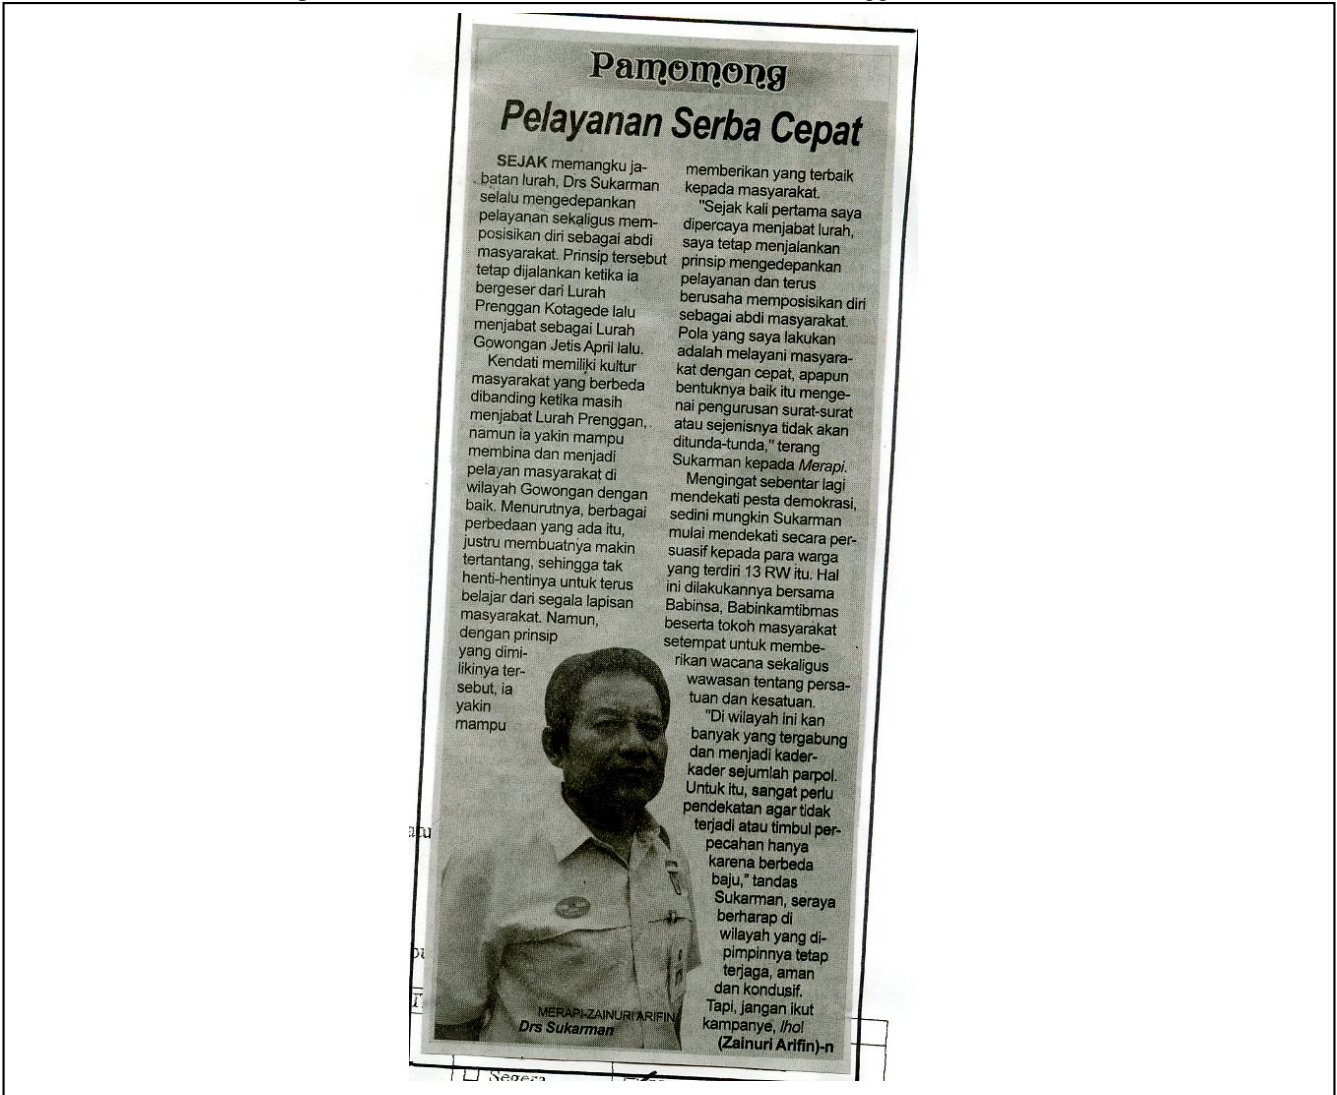 Pamomong
Pelayanan Serba Cepat
SEJAK memangku ja-
batan lurah, Drs Sukarman
selalu mengedepankan
pelayanan sekaligus mem-
posisikan diri sebagai abdi
masyarakat. Prinsip tersebut
tetap dijalankan ketika ia
bergeser dari Lurah
Prenggan Kotagede lalu
menjabat sebagai Lurah
Gowongan Jetis April lalu.
Kendati memiliki kultur
masyarakat yang berbeda
dibanding ketika masih
menjabat Lurah Prenggan,
namun ia yakin mampu
membina dan menjadi
pelayan masyarakat di
wilayah Gowongan dengan
baik. Menurutnya, berbagai
perbedaan yang ada itu,
justru membuatnya makin
tertantang, sehingga tak
henti-hentinya untuk terus
belajar dari segala lapisan
masyarakat. Namun,
dengan prinsip
yang dimi-
likinya ter-
sebut, ia
yakin
mampu
memberikan yang terbaik
kepada masyarakat.
"Sejak kali pertama saya
dipercaya menjabat lurah,
saya tetap menjalankan
prinsip mengedepankan
pelayanan dan terus
berusaha memposisikan diri
sebagai abdi masyarakat.
Pola yang saya lakukan
adalah melayani masyara-
kat dengan cepat, apapun
bentuknya baik itu menge-
nai pengurusan surat-surat
atau sejenisnya tidak akan
ditunda-tunda," terang
Sukarman kepada Merapi.
Mengingat sebentar lagi
mendekati pesta demokrasi,
sedini mungkin Sukarman
mulai mendekati secara per-
suasif kepada para warga
yang terdiri 13 RW itu. Hal
ini dilakukannya bersama
Babinsa, Babinkamtibmas
beserta tokoh masyarakat
setempat untuk membe-
rikan wacana sekaligus
wawasan tentang persa-
tuan dan kesatuan.
"Di wilayah ini kan
banyak yang tergabung
dan menjadi kader-
kader sejumlah parpol.
Untuk itu, sangat perlu
pendekatan agar tidak
terjadi atau timbul per-
pecahan hanya
karena berbeda
baju," tandas
Sukarman, seraya
berharap di
wilayah yang di-
pimpinnya tetap
terjaga, aman
dan kondusif.
Tapi, jangan ikut
kampanye, lho!
(Zainuri Arifin)-n
MERAPI-ZAINURI ARIFIN
Drs Sukarman
Segera